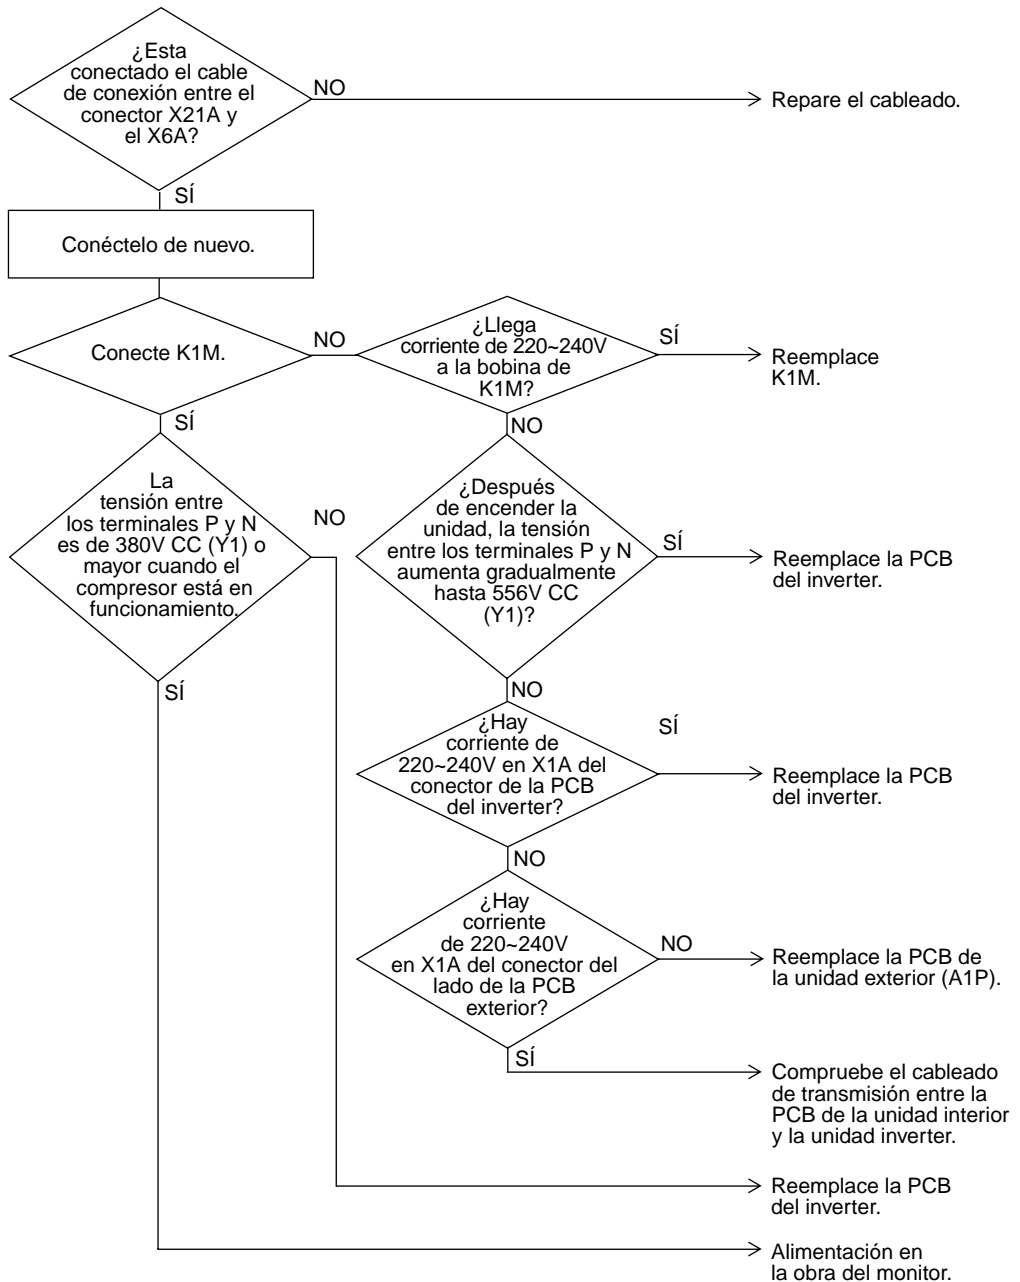 ¿Esta
conectado el cable
de conexión entre el
conector X21A y
el X6A?
NO
Repare el cableado.
SÍ
Conéctelo de nuevo.
Conecte K1M.
NO
¿Llega
corriente de 220~240V
a la bobina de
K1M?
SÍ
Reemplace
K1M.
SÍ
NO
La
tensión entre
los terminales P y N
es de 380V CC (Y1) o
mayor cuando el
compresor está en
funcionamiento.
NO
¿Después
de encender la
unidad, la tensión
entre los terminales P y N
aumenta gradualmente
hasta 556V CC
(Y1)?
SÍ
Reemplace la PCB
del inverter.
SÍ
NO
¿Hay
corriente de
220~240V en X1A del
conector de la PCB
del inverter?
SÍ
Reemplace la PCB
del inverter.
NO
¿Hay
corriente
de 220~240V
en X1A del conector del
lado de la PCB
exterior?
NO
Reemplace la PCB de
la unidad exterior (A1P).
SÍ
Compruebe el cableado
de transmisión entre la
PCB de la unidad interior
y la unidad inverter.
Reemplace la PCB
del inverter.
Alimentación en
la obra del monitor.